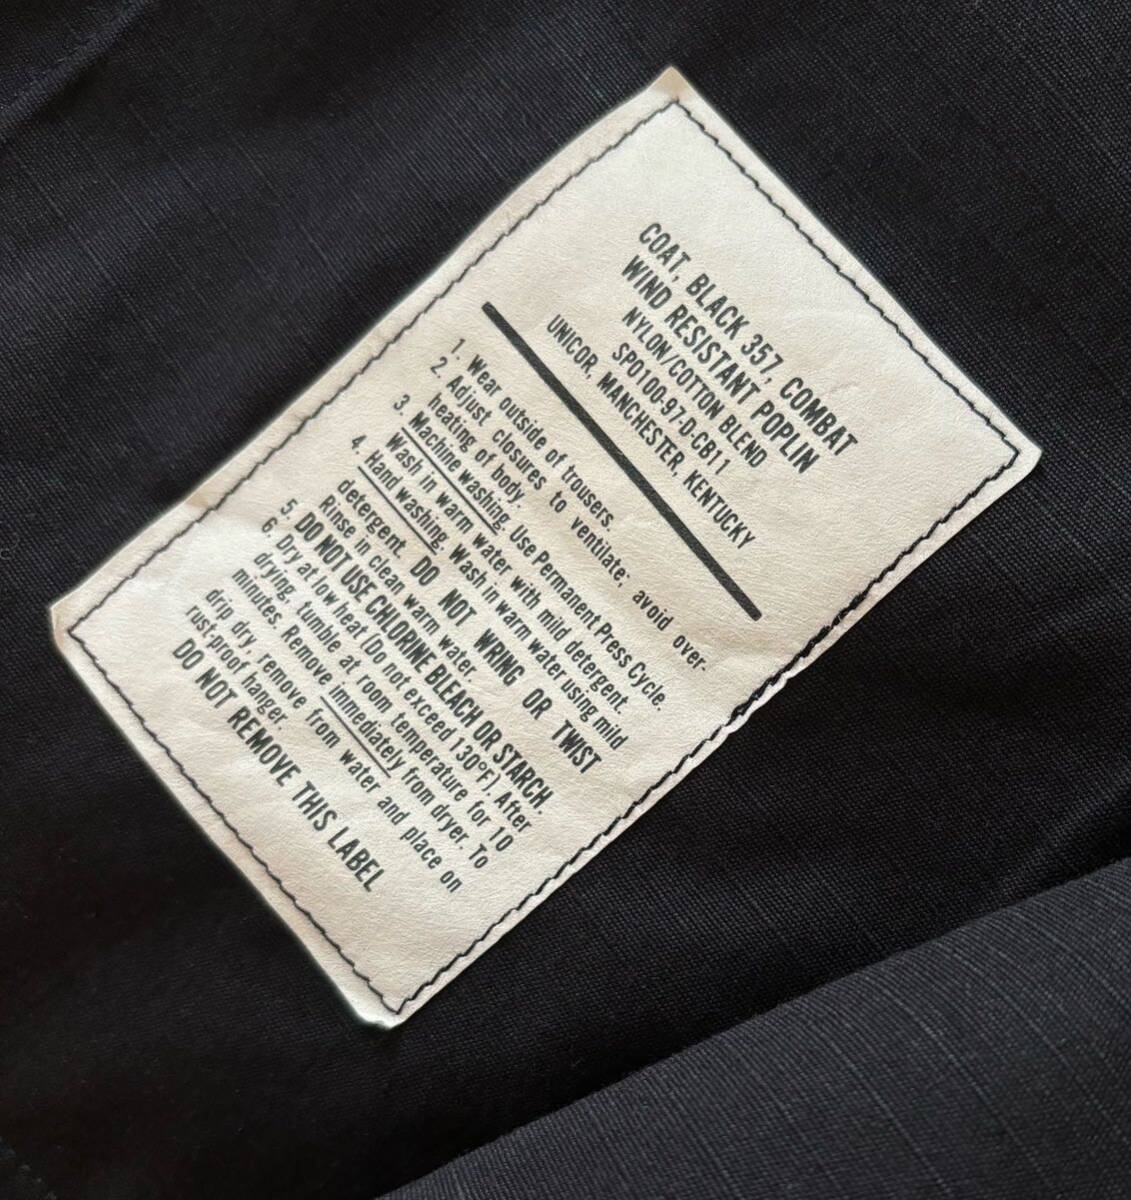 COAT, BLACK 357, COMBAT
WIND RESISTANT POPLIN
NYLON/COTTON BLEND
SPO100-97-D-CB11
UNICOR, MANCHESTER, KENTUCKY
1. Wear outside of trousers.
2. Adjust closures to ventilate; avoid over-
heating of body.
3. Machine washing. Use Permanent Press Cycle.
Wash in warm water with mild detergent.
4. Hand washing. Wash in warm water using mild
detergent. DO NOT WRING OR TWIST
Rinse in clean warm water.
5. DO NOT USE CHLORINE BLEACH OR STARCH.
6. Dry at low heat (Do not exceed 130°F). After
drying, tumble at room temperature for 10
minutes. Remove immediately from dryer. To
drip dry, remove from water and place on
rust-proof hanger.
DO NOT REMOVE THIS LABEL